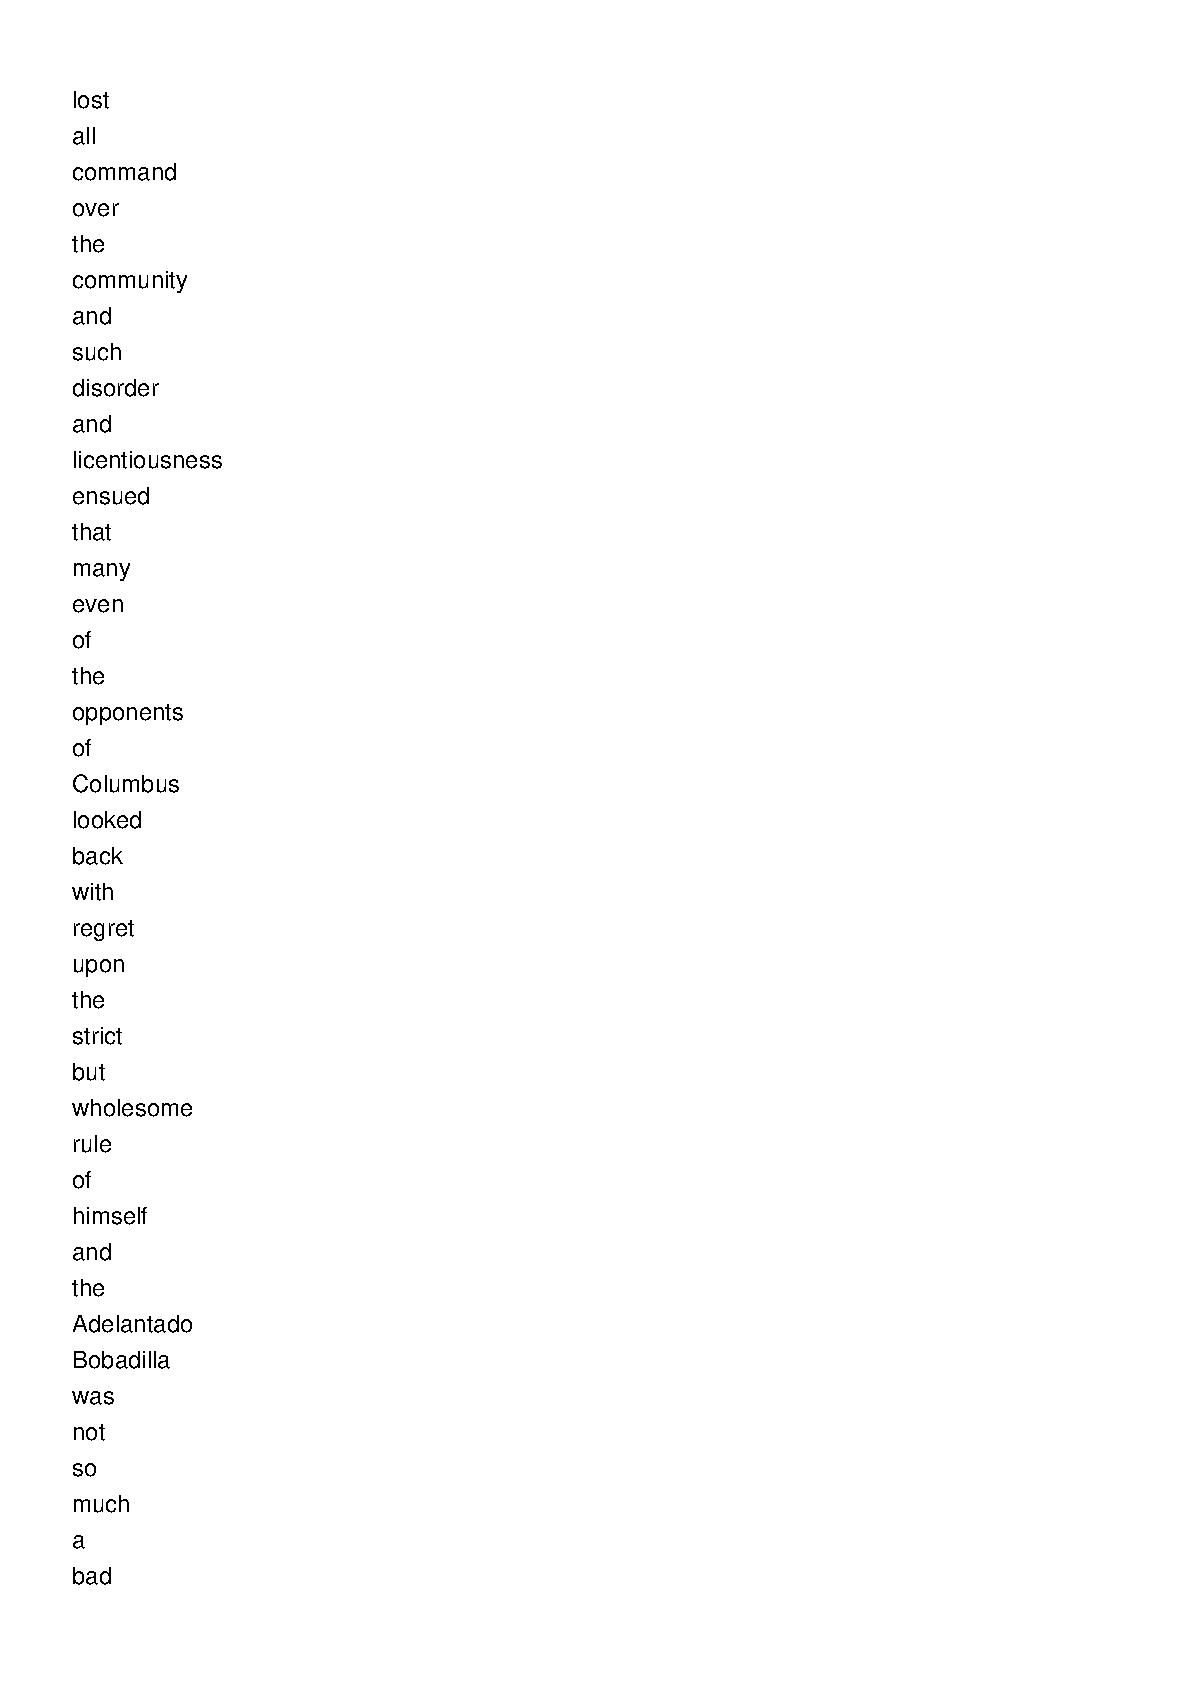 lost
all
command
over
the
community
and
such
disorder
and
licentiousness
ensued
that
many
even
of
the
opponents
of
Columbus
looked
back
with
regret
upon
the
strict
but
wholesome
rule
of
himself
and
the
Adelantado
Bobadilla
was
not
so
much
a
bad